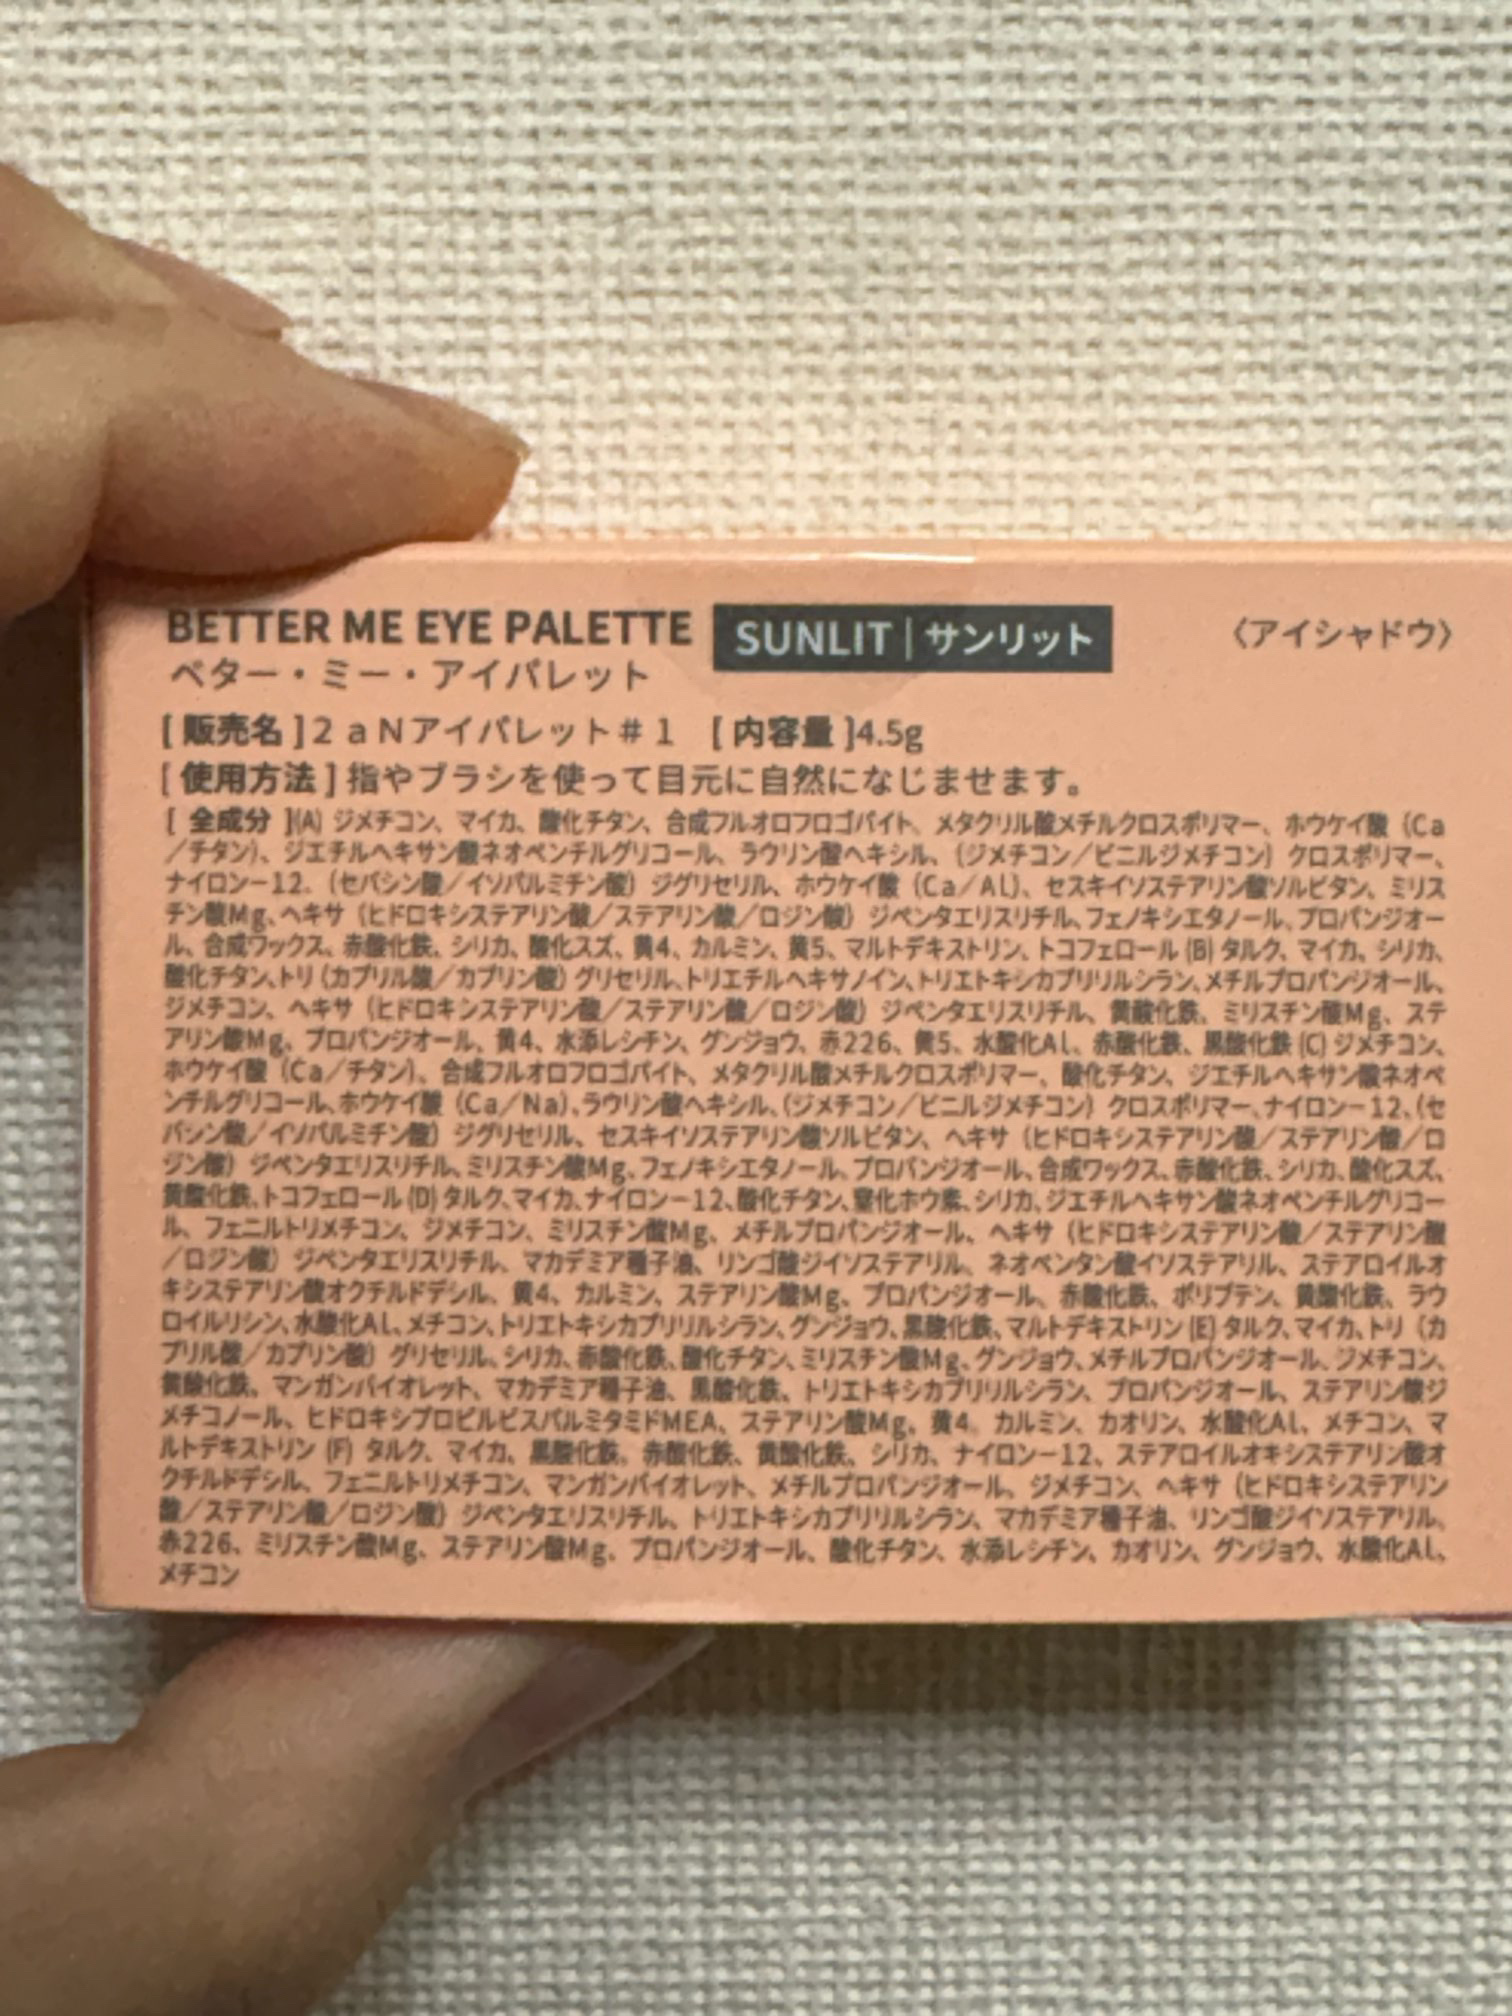 BETTER ME EYE PALETTE SUNLIT | サンリット 〈アイシャドウ〉
ベター・ミー・アイパレット
[ 販売名 ]2aNアイパレット#1 [ 内容量 ]4.5g
[ 使用方法 ] 指やブラシを使って目元に自然になじませます。
[ 全成分 ](A) ジメチコン、マイカ、酸化チタン、合成フルオロフロゴパイト、メタクリル酸メチルクロスポリマー、ホウケイ酸（Ca
／チタン）、ジエチルヘキサン酸ネオペンチルグリコール、ラウリン酸ヘキシル、（ジメチコン／ビニルジメチコン）クロスポリマー、
ナイロン－12、（セバシン酸／イソパルミチン酸）ジグリセリル、ホウケイ酸（Ca／Al）、セスキイソステアリン酸ソルビタン、ミリス
チン酸Mg、ヘキサ（ヒドロキシステアリン酸／ステアリン酸／ロジン酸）ジペンタエリスリチル、フェノキシエタノール、プロパンジオー
ル、合成ワックス、赤酸化鉄、シリカ、酸化スズ、黄4、カルミン、黄5、マルトデキストリン、トコフェロール (B) タルク、マイカ、シリカ、
酸化チタン、トリ（カプリル酸／カプリン酸）グリセリル、トリエチルヘキサノイン、トリエトキシカプリリルシラン、メチルプロパンジオール、
ジメチコン、ヘキサ（ヒドロキシステアリン酸／ステアリン酸／ロジン酸）ジペンタエリスリチル、黄酸化鉄、ミリスチン酸Mg、ステ
アリン酸Mg、プロパンジオール、黄4、水添レシチン、グンジョウ、赤226、黄5、水酸化Al、赤酸化鉄、黒酸化鉄 (C) ジメチコン、
ホウケイ酸（Ca／チタン）、合成フルオロフロゴパイト、メタクリル酸メチルクロスポリマー、酸化チタン、ジエチルヘキサン酸ネオペ
ンチルグリコール、ホウケイ酸（Ca／Na）、ラウリン酸ヘキシル、（ジメチコン／ビニルジメチコン）クロスポリマー、ナイロン－12、（セ
バシン酸／イソパルミチン酸）ジグリセリル、セスキイソステアリン酸ソルビタン、ヘキサ（ヒドロキシステアリン酸／ステアリン酸／ロ
ジン酸）ジペンタエリスリチル、ミリスチン酸Mg、フェノキシエタノール、プロパンジオール、合成ワックス、赤酸化鉄、シリカ、酸化スズ、
黄酸化鉄、トコフェロール (D) タルク、マイカ、ナイロン－12、酸化チタン、窒化ホウ素、シリカ、ジエチルヘキサン酸ネオペンチルグリコー
ル、フェニルトリメチコン、ジメチコン、ミリスチン酸Mg、メチルプロパンジオール、ヘキサ（ヒドロキシステアリン酸／ステアリン酸
／ロジン酸）ジペンタエリスリチル、マカデミア種子油、リンゴ酸ジイソステアリル、ネオペンタン酸イソステアリル、ステアロイルオ
キシステアリン酸オクチルドデシル、黄4、カルミン、ステアリン酸Mg、プロパンジオール、赤酸化鉄、ポリブテン、黄酸化鉄、ラウ
ロイルリシン、水酸化Al、メチコン、トリエトキシカプリリルシラン、グンジョウ、黒酸化鉄、マルトデキストリン (E) タルク、マイカ、トリ（カ
プリル酸／カプリン酸）グリセリル、シリカ、赤酸化鉄、酸化チタン、ミリスチン酸Mg、グンジョウ、メチルプロパンジオール、ジメチコン、
黄酸化鉄、マンガンバイオレット、マカデミア種子油、黒酸化鉄、トリエトキシカプリリルシラン、プロパンジオール、ステアリン酸ジ
メチコノール、ヒドロキシプロピルビスパルミタミドMEA、ステアリン酸Mg、黄4、カルミン、カオリン、水酸化Al、メチコン、マ
ルトデキストリン (F) タルク、マイカ、黒酸化鉄、赤酸化鉄、黄酸化鉄、シリカ、ナイロン－12、ステアロイルオキシステアリン酸オ
クチルドデシル、フェニルトリメチコン、マンガンバイオレット、メチルプロパンジオール、ジメチコン、ヘキサ（ヒドロキシステアリン
酸／ステアリン酸／ロジン酸）ジペンタエリスリチル、トリエトキシカプリリルシラン、マカデミア種子油、リンゴ酸ジイソステアリル、
赤226、ミリスチン酸Mg、ステアリン酸Mg、プロパンジオール、酸化チタン、水添レシチン、カオリン、グンジョウ、水酸化Al、
メチコン